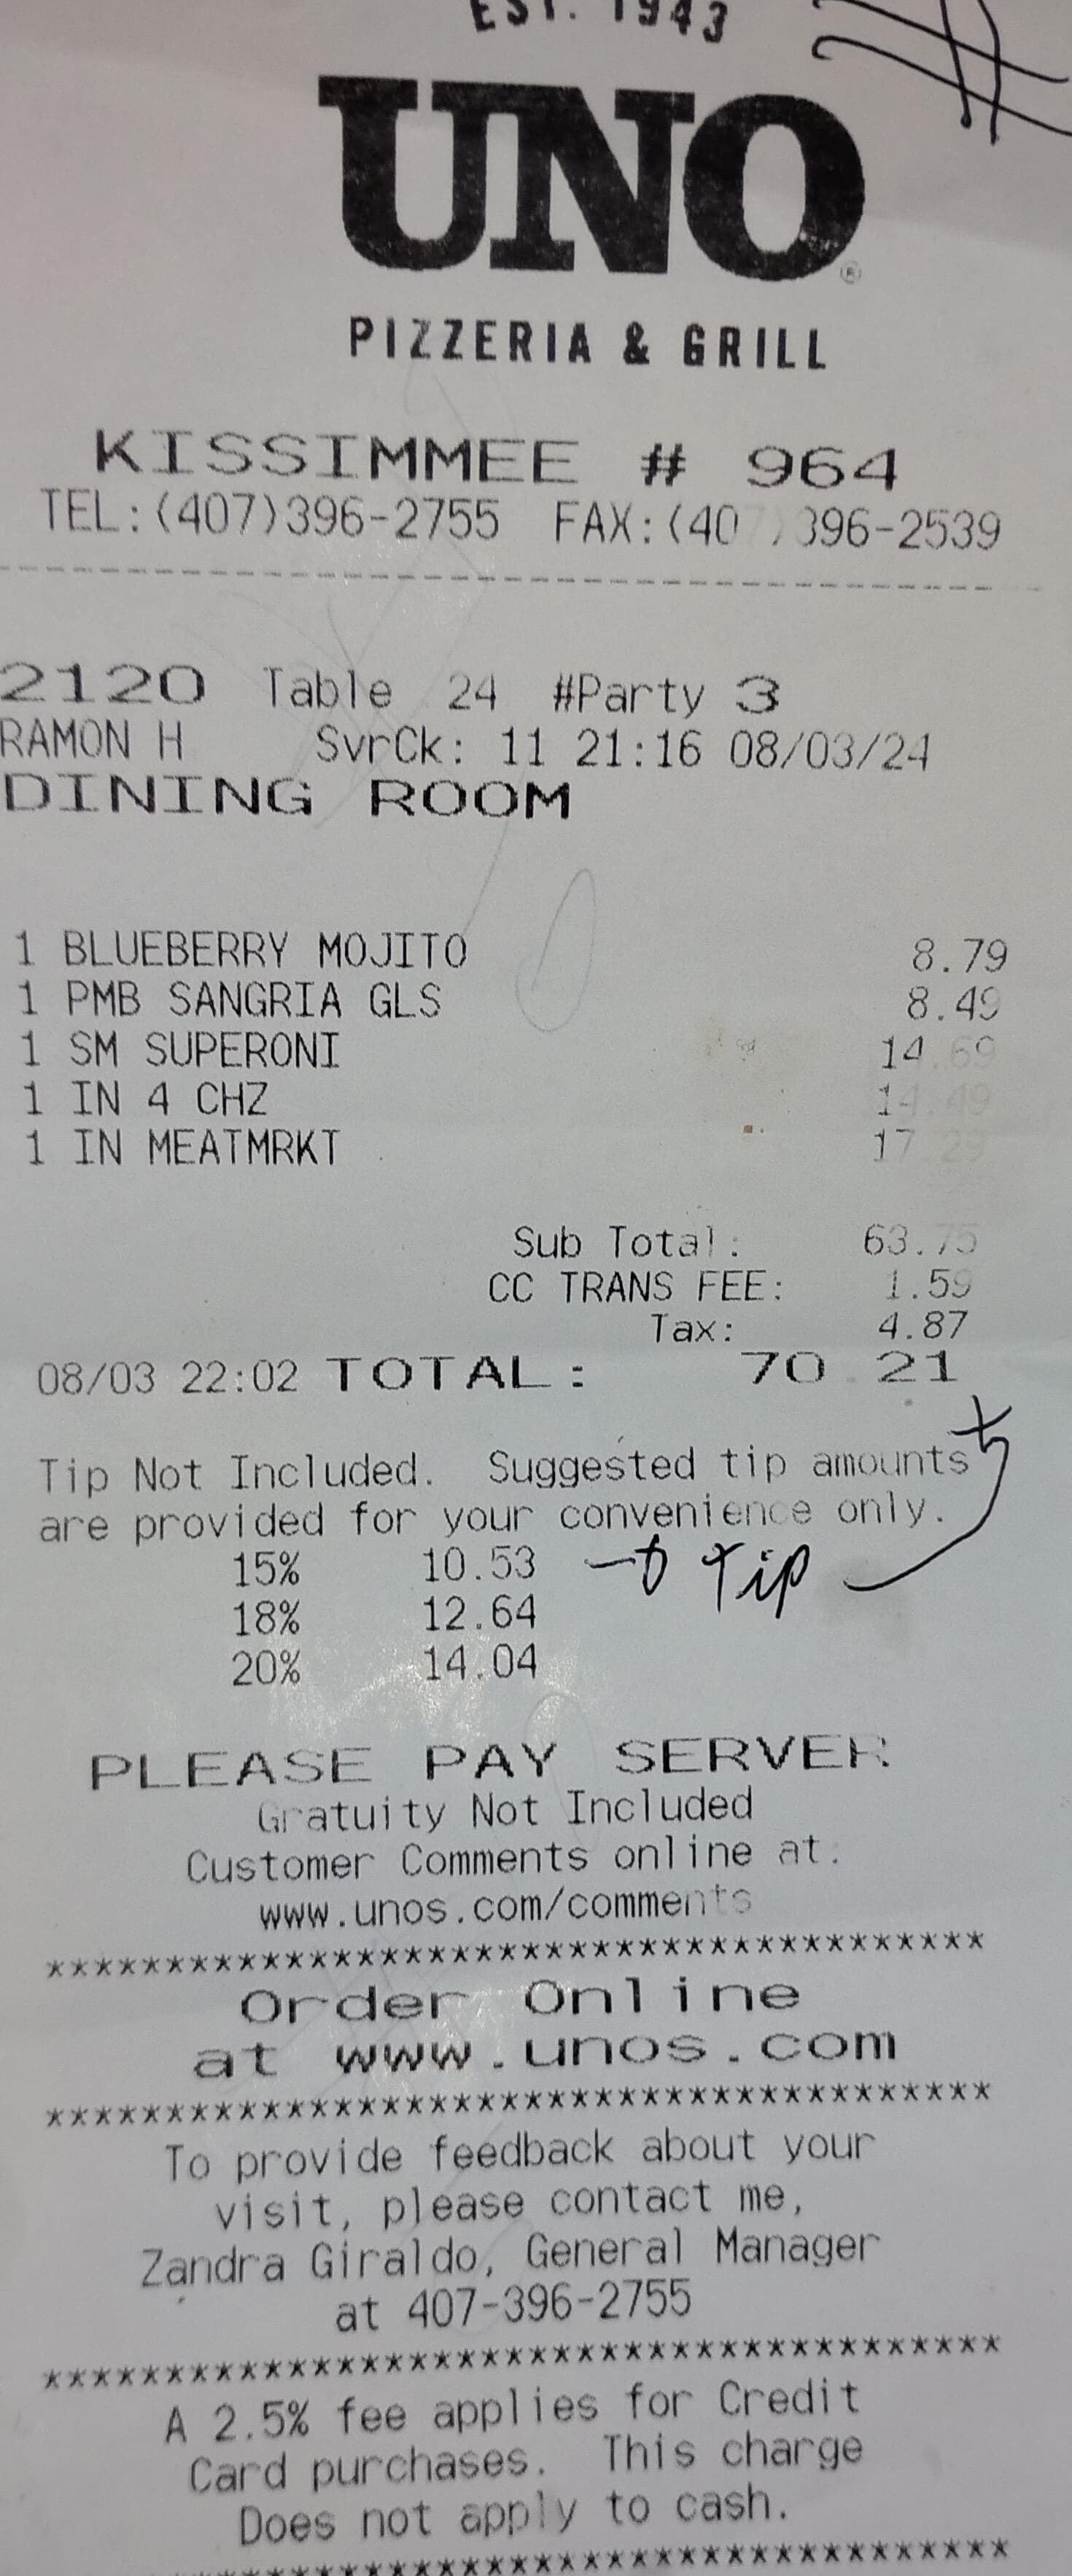 EST. 1943
UNO
®
PIZZERIA & GRILL
KISSIMMEE # 964
TEL:(407)396-2755 FAX:(407)396-2539
2120 Table 24 #Party 3
RAMON H SvrCk: 11 21:16 08/03/24
DINING ROOM
1 BLUEBERRY MOJITO 8.79
1 PMB SANGRIA GLS 8.49
1 SM SUPERONI 14.69
1 IN 4 CHZ 14.49
1 IN MEATMRKT 17.29
Sub Total: 63.75
CC TRANS FEE: 1.59
Tax: 4.87
08/03 22:02 TOTAL: 70.21
Tip Not Included. Suggested tip amounts
are provided for your convenience only.
15% 10.53 Tip
18% 12.64
20% 14.04
PLEASE PAY SERVER
Gratuity Not Included
Customer Comments online at:
www.unos.com/comments
***************************************
Order Online
at www.unos.com
***************************************
To provide feedback about your
visit, please contact me,
Zandra Giraldo, General Manager
at 407-396-2755
***************************************
A 2.5% fee applies for Credit
Card purchases. This charge
Does not apply to cash.
***************************************